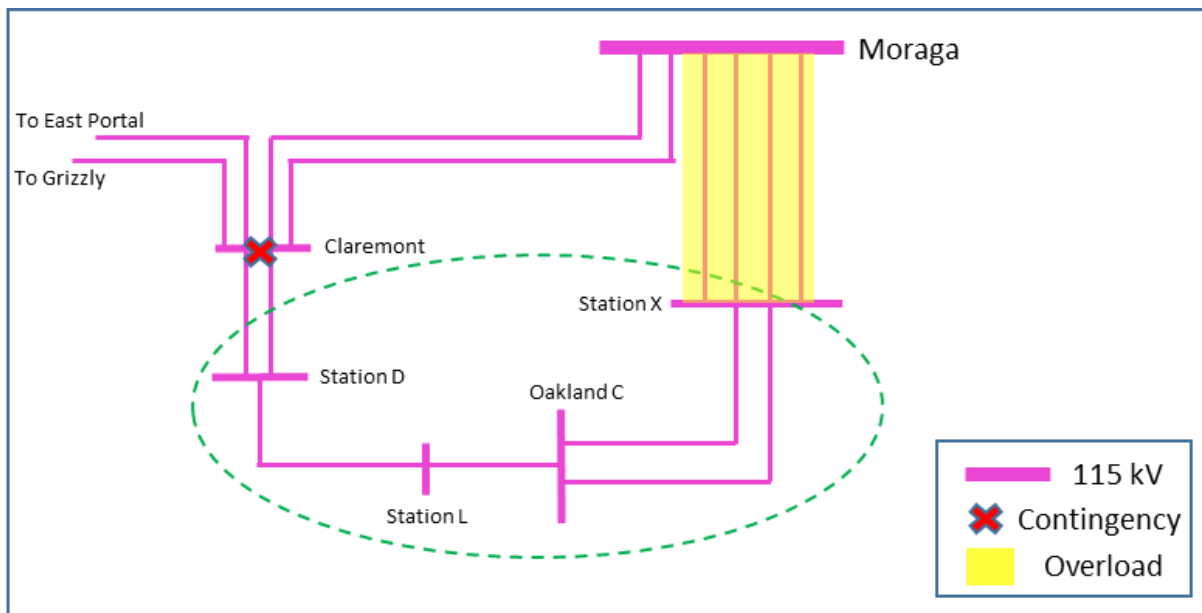 Moraga
To East Portal
To Grizzly
Claremont
Station X
Station D
Oakland C
Station L
115 kV
Contingency
Overload